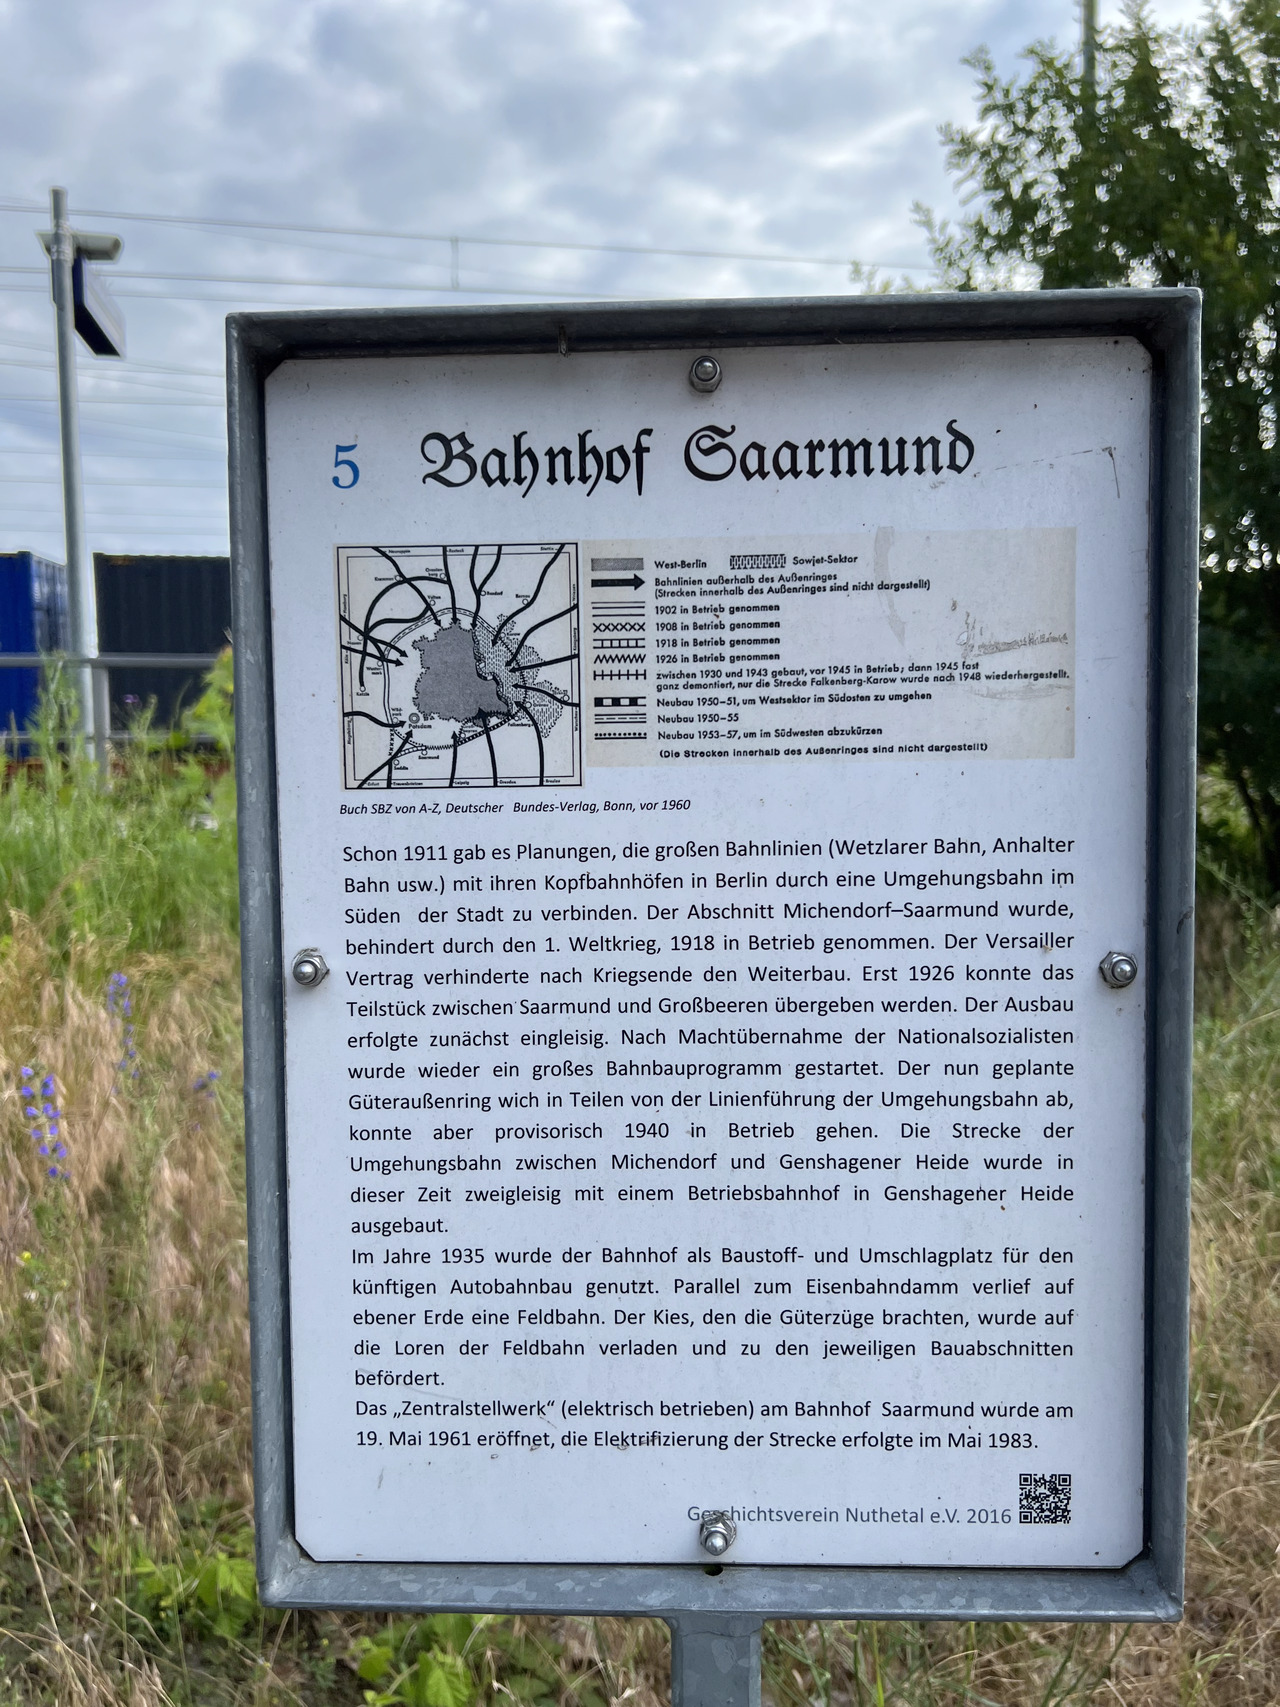 5 Bahnhof Saarmund
West-Berlin Sowjet-Sektor
Bahnlinien außerhalb des Außenringes
(Strecken innerhalb des Außenringes sind nicht dargestellt)
1902 in Betrieb genommen
1908 in Betrieb genommen
1918 in Betrieb genommen
1926 in Betrieb genommen
zwischen 1930 und 1943 gebaut, vor 1945 in Betrieb; dann 1945 fast
ganz demontiert, nur die Strecke Falkenberg-Karow wurde nach 1948 wiederhergestellt.
Neubau 1950-51, um Westsektor im Südosten zu umgehen
Neubau 1950-55
Neubau 1953-57, um im Südwesten abzukürzen
(Die Strecken innerhalb des Außenringes sind nicht dargestellt)
Potsdam
Saarmund
Buch SBZ von A-Z, Deutscher Bundes-Verlag, Bonn, vor 1960
Schon 1911 gab es Planungen, die großen Bahnlinien (Wetzlarer Bahn, Anhalter
Bahn usw.) mit ihren Kopfbahnhöfen in Berlin durch eine Umgehungsbahn im
Süden der Stadt zu verbinden. Der Abschnitt Michendorf–Saarmund wurde,
behindert durch den 1. Weltkrieg, 1918 in Betrieb genommen. Der Versailler
Vertrag verhinderte nach Kriegsende den Weiterbau. Erst 1926 konnte das
Teilstück zwischen Saarmund und Großbeeren übergeben werden. Der Ausbau
erfolgte zunächst eingleisig. Nach Machtübernahme der Nationalsozialisten
wurde wieder ein großes Bahnbauprogramm gestartet. Der nun geplante
Güteraußenring wich in Teilen von der Linienführung der Umgehungsbahn ab,
konnte aber provisorisch 1940 in Betrieb gehen. Die Strecke der
Umgehungsbahn zwischen Michendorf und Genshagener Heide wurde in
dieser Zeit zweigleisig mit einem Betriebsbahnhof in Genshagener Heide
ausgebaut.
Im Jahre 1935 wurde der Bahnhof als Baustoff- und Umschlagplatz für den
künftigen Autobahnbau genutzt. Parallel zum Eisenbahndamm verlief auf
ebener Erde eine Feldbahn. Der Kies, den die Güterzüge brachten, wurde auf
die Loren der Feldbahn verladen und zu den jeweiligen Bauabschnitten
befördert.
Das „Zentralstellwerk“ (elektrisch betrieben) am Bahnhof Saarmund wurde am
19. Mai 1961 eröffnet, die Elektrifizierung der Strecke erfolgte im Mai 1983.
Geschichtsverein Nuthetal e.V. 2016